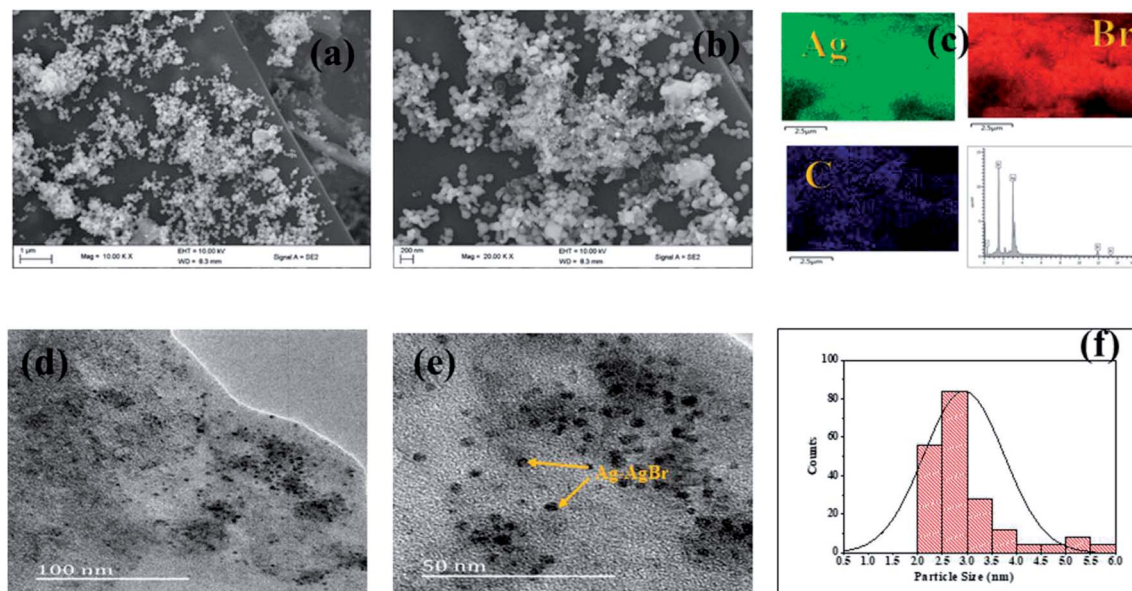 (a)
1 µm
EHT = 10.00 kV
Mag = 10.00 K X
WD = 8.3 mm
Signal A = SE2
(b)
200 nm
EHT = 10.00 kV
Mag = 20.00 K X
WD = 8.3 mm
Signal A = SE2
(c)
Ag
2.5µm
Br
2.5µm
C
2.5µm
(d)
100 nm
(e)
Ag-AgBr
50 nm
(f)
Counts
100
80
60
40
20
0
0.5 1.0 1.5 2.0 2.5 3.0 3.5 4.0 4.5 5.0 5.5 6.0
Particle Size (nm)